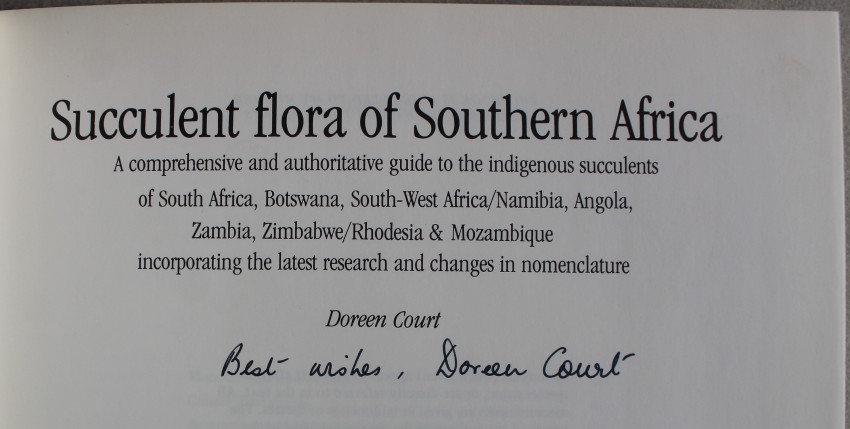 Succulent flora of Southern Africa
A comprehensive and authoritative guide to the indigenous succulents
of South Africa, Botswana, South-West Africa/Namibia, Angola,
Zambia, Zimbabwe/Rhodesia & Mozambique
incorporating the latest research and changes in nomenclature
Doreen Court
Best wishes, Doreen Court